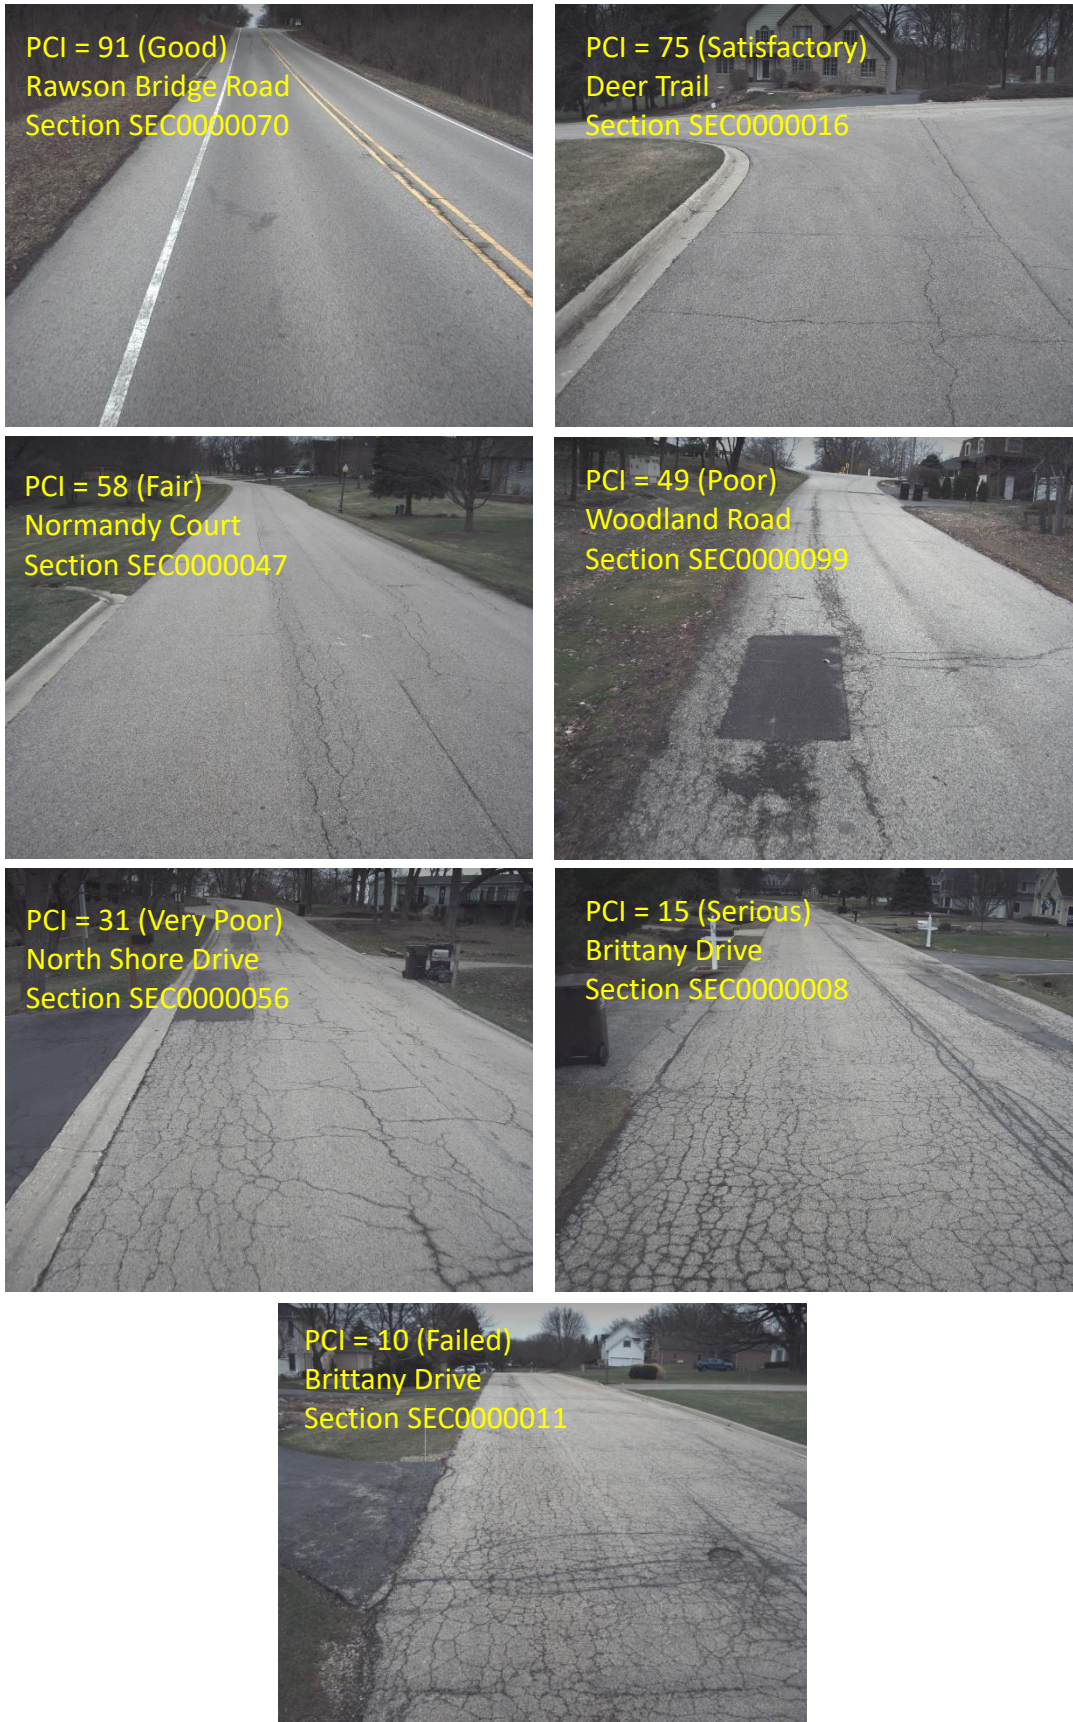 PCI = 91 (Good)
Rawson Bridge Road
Section SEC0000070
PCI = 75 (Satisfactory)
Deer Trail
Section SEC0000016
PCI = 58 (Fair)
Normandy Court
Section SEC0000047
PCI = 49 (Poor)
Woodland Road
Section SEC0000099
PCI = 31 (Very Poor)
North Shore Drive
Section SEC0000056
PCI = 15 (Serious)
Brittany Drive
Section SEC0000008
PCI = 10 (Failed)
Brittany Drive
Section SEC0000011